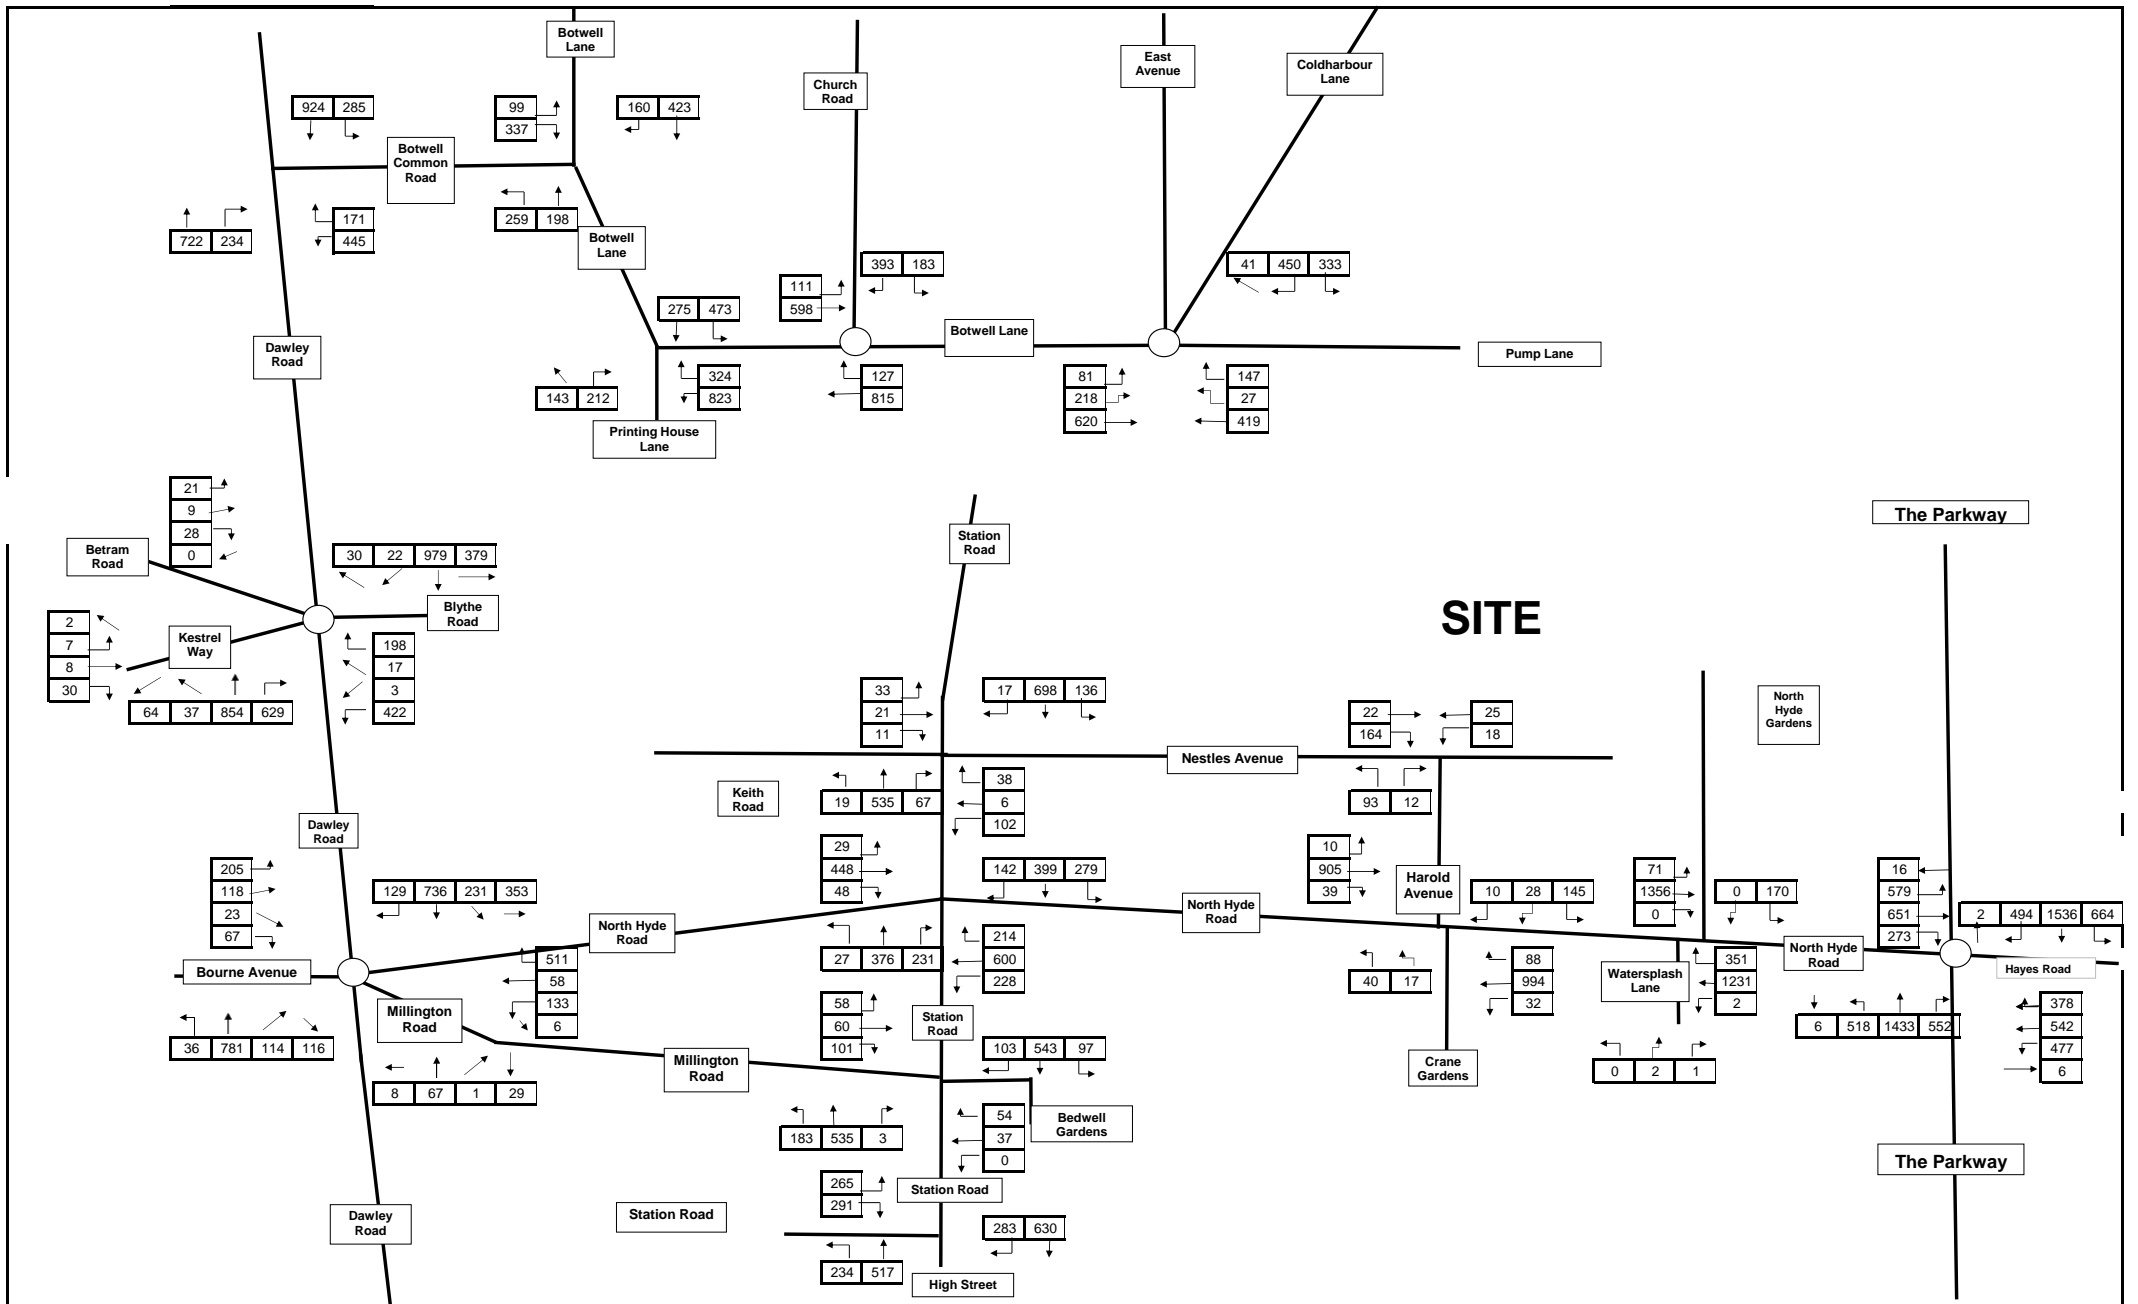 Botwell
Lane
East
Avenue
Coldharbour
Lane
Church
Road
924 285
99
337
160 423
Botwell
Common
Road
722 234
171
445
259 198
Botwell
Lane
393 183
41 450 333
111
598
275 473
Botwell Lane
Dawley
Road
Pump Lane
143 212
324
823
127
815
81
218
620
147
27
419
Printing House
Lane
21
9
28
0
Betram
Road
30 22 979 379
Station
Road
The Parkway
Blythe
Road
SITE
2
7
8
30
Kestrel
Way
198
17
3
422
64 37 854 629
33
21
11
17 698 136
22
164
25
18
North
Hyde
Gardens
Nestles Avenue
Keith
Road
19 535 67
38
6
102
93 12
Dawley
Road
29
448
48
142 399 279
10
905
39
Harold
Avenue
10 28 145
71
1356
0
0 170
16
579
651
273
2 494 1536 664
205
118
23
67
129 736 231 353
North Hyde
Road
North Hyde
Road
North Hyde
Road
Hayes Road
Bourne Avenue
511
58
133
6
27 376 231
214
600
228
40 17
88
994
32
Watersplash
Lane
351
1231
2
378
542
477
6
Millington
Road
58
60
101
Station
Road
6 518 1433 552
36 781 114 116
103 543 97
Millington
Road
Crane
Gardens
0 2 1
8 67 1 29
183 535 3
54
37
0
Bedwell
Gardens
The Parkway
265
291
Station Road
Dawley
Road
Station Road
283 630
234 517
High Street